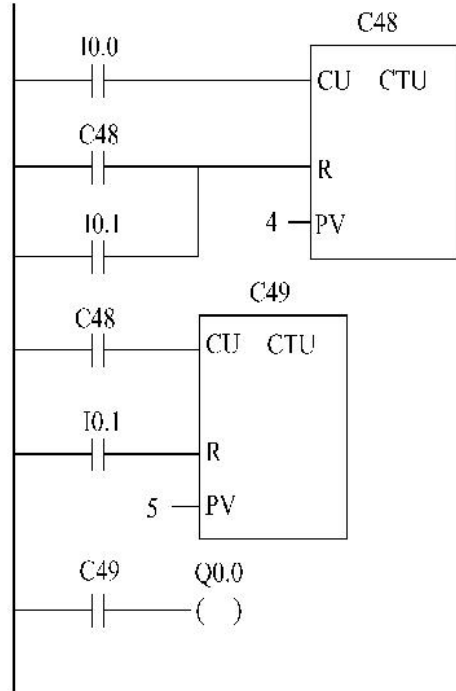 C48
I0.0
CU CTU
C48
R
4 PV
I0.1
C49
C48
CU CTU
I0.1
R
5 PV
C49 Q0.0
( )